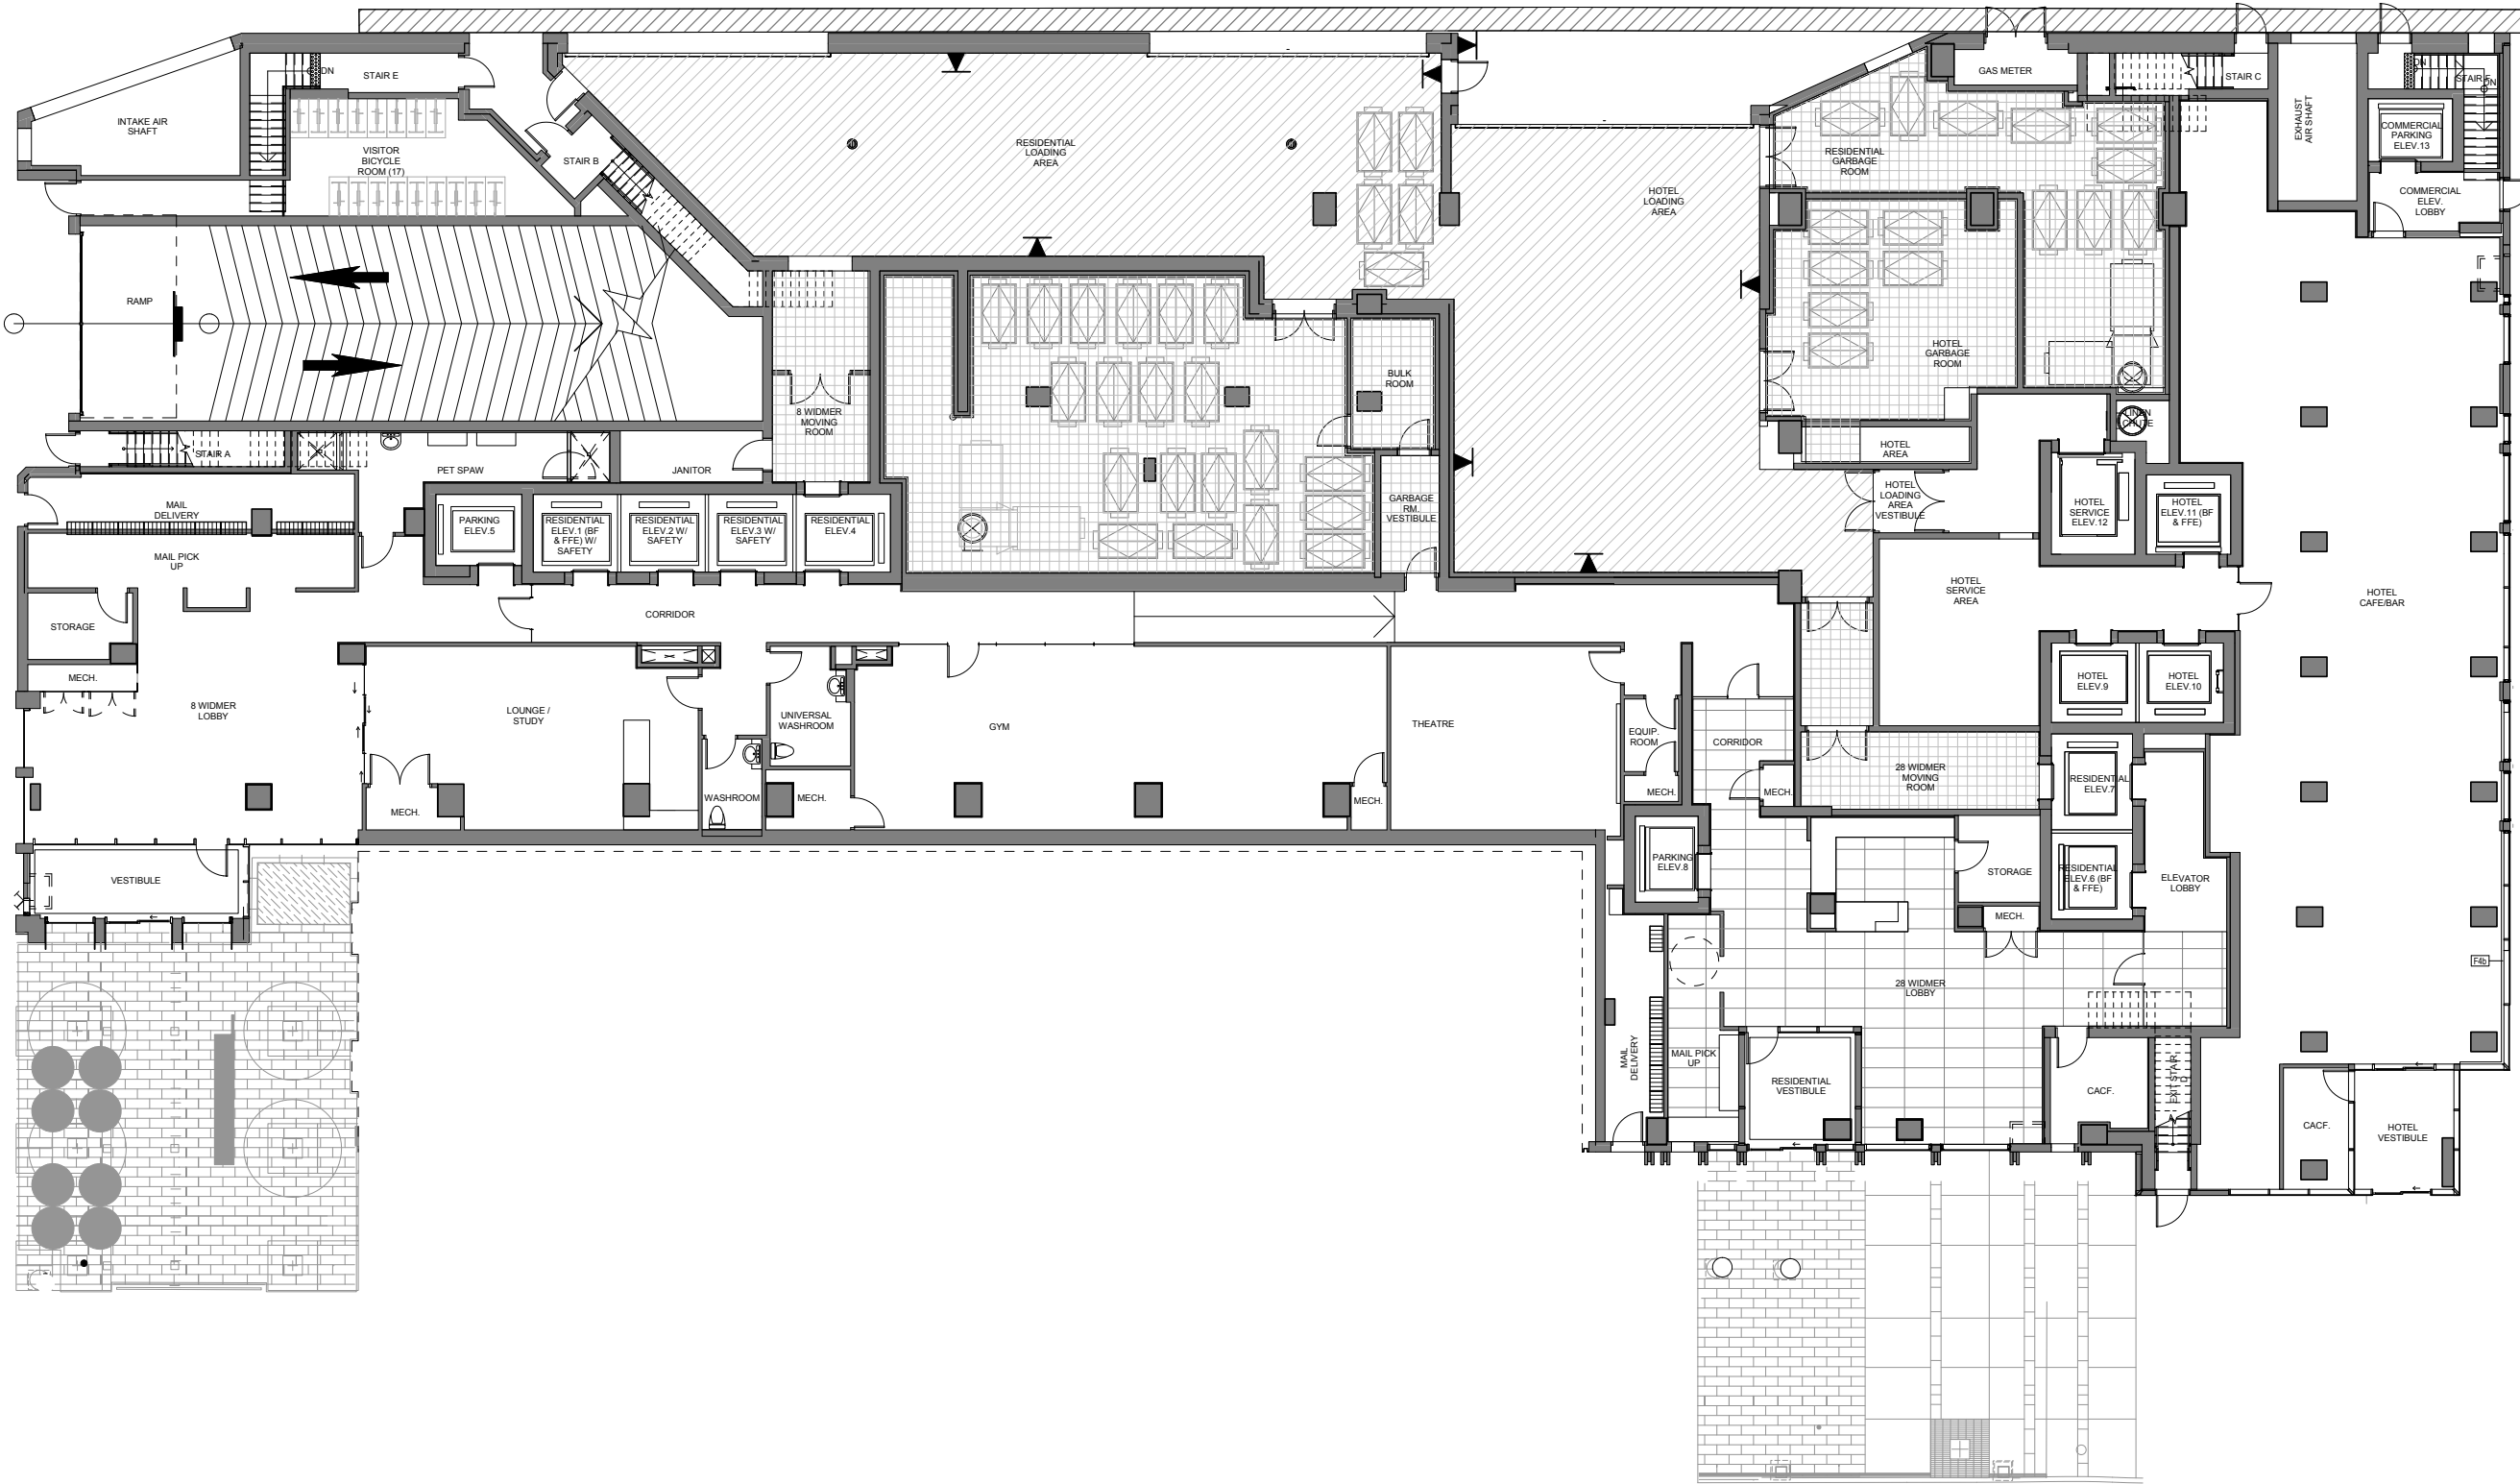 DN
STAIR E
INTAKE AIR
SHAFT
VISITOR
BICYCLE
ROOM (17)
STAIR B
RESIDENTIAL
LOADING
AREA
HOTEL
LOADING
AREA
GAS METER
STAIR C
EXHAUST
AIR SHAFT
DN
STAIR F
DN
COMMERCIAL
PARKING
ELEV.13
COMMERCIAL
ELEV.
LOBBY
RESIDENTIAL
GARBAGE
ROOM
HOTEL
GARBAGE
ROOM
RAMP
8 WIDMER
MOVING
ROOM
BULK
ROOM
LINEN
CHUTE
HOTEL
AREA
STAIR A
PET SPAW
JANITOR
MAIL
DELIVERY
MAIL PICK
UP
PARKING
ELEV.5
RESIDENTIAL
ELEV.1 (BF
& FFE) W/
SAFETY
RESIDENTIAL
ELEV.2 W/
SAFETY
RESIDENTIAL
ELEV.3 W/
SAFETY
RESIDENTIAL
ELEV.4
GARBAGE
RM.
VESTIBULE
HOTEL
LOADING
AREA
VESTIBULE
HOTEL
SERVICE
ELEV.12
HOTEL
ELEV.11 (BF
& FFE)
HOTEL
SERVICE
AREA
HOTEL
CAFE/BAR
STORAGE
CORRIDOR
MECH.
8 WIDMER
LOBBY
LOUNGE /
STUDY
UNIVERSAL
WASHROOM
GYM
THEATRE
EQUIP.
ROOM
CORRIDOR
HOTEL
ELEV.9
HOTEL
ELEV.10
28 WIDMER
MOVING
ROOM
RESIDENTIAL
ELEV.7
MECH.
WASHROOM
MECH.
MECH.
MECH.
MECH.
VESTIBULE
PARKING
ELEV.8
STORAGE
RESIDENTIAL
ELEV.6 (BF
& FFE)
ELEVATOR
LOBBY
MECH.
F4b
28 WIDMER
LOBBY
MAIL
DELIVERY
MAIL PICK
UP
RESIDENTIAL
VESTIBULE
CACF.
EXIT STAIR
D
CACF.
HOTEL
VESTIBULE